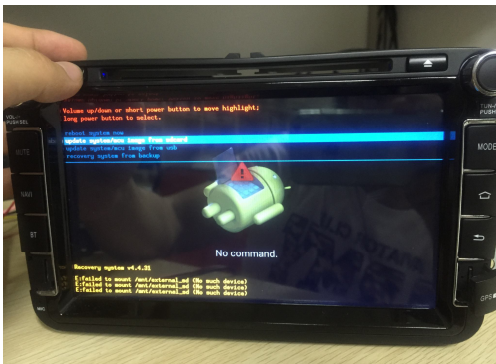 Volume up/down or short power button to move highlight;
long power button to select.
reboot system now
update system/mcu image from sdcard
update system/mcu image from usb
recovery system from backup
No command.
Recovery system v4.4.31
E:failed to mount /mnt/external_sd (No such device)
E:failed to mount /mnt/external_sd (No such device)
E:failed to mount /mnt/external_sd (No such device)
VOL
PUSH SEL
MUTE
NAVI
BT
MIC
TUN
PUSH
MODE
GPS